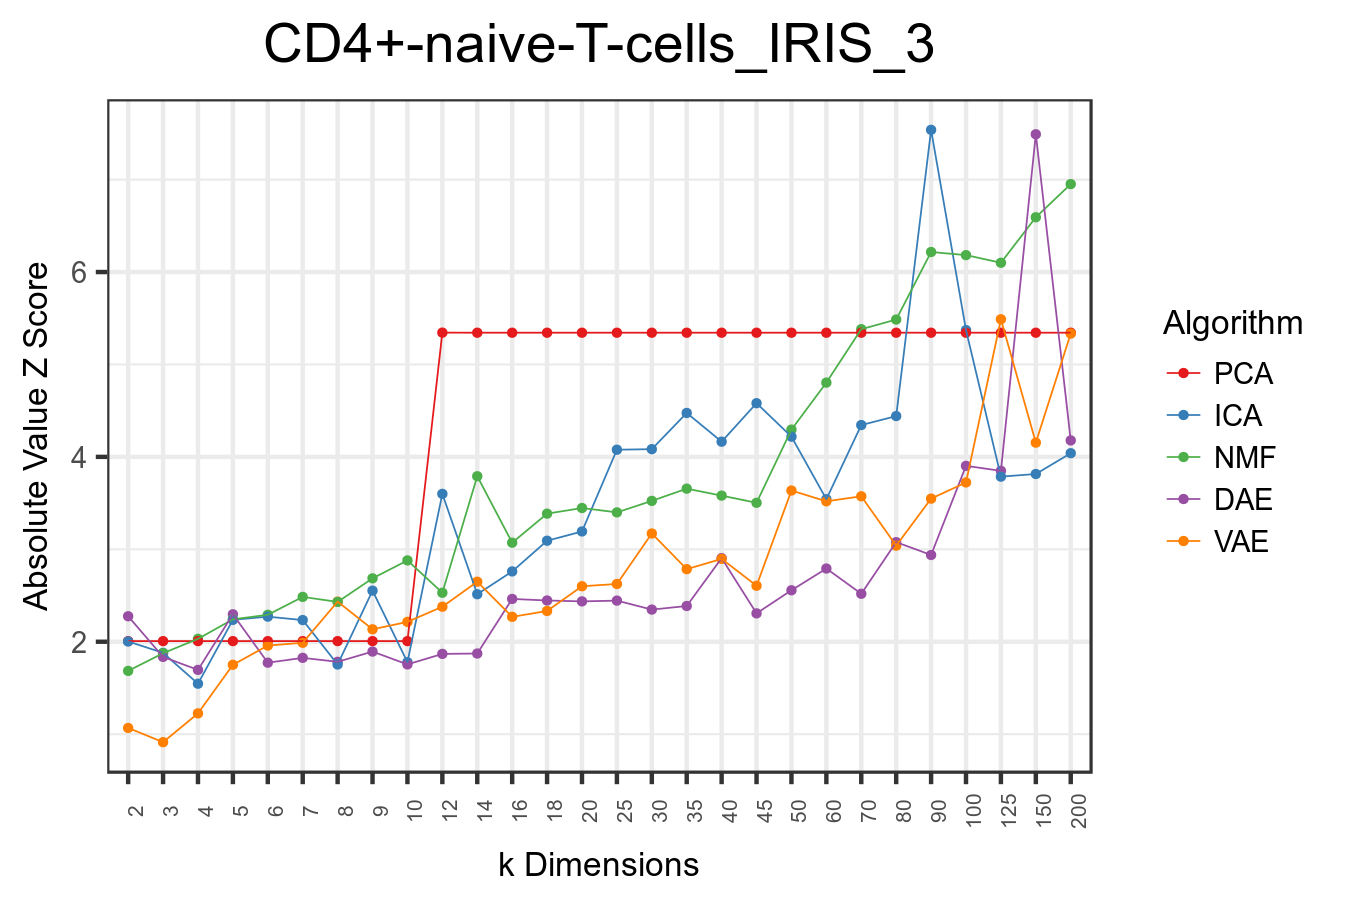 CD4+-naive-T-cells_IRIS_3
Absolute Value Z Score
6
4
2
2 3 4 5 6 7 8 9 10 12 14 16 18 20 25 30 35 40 45 50 60 70 80 90 100 125 150 200
k Dimensions
Algorithm
PCA
ICA
NMF
DAE
VAE